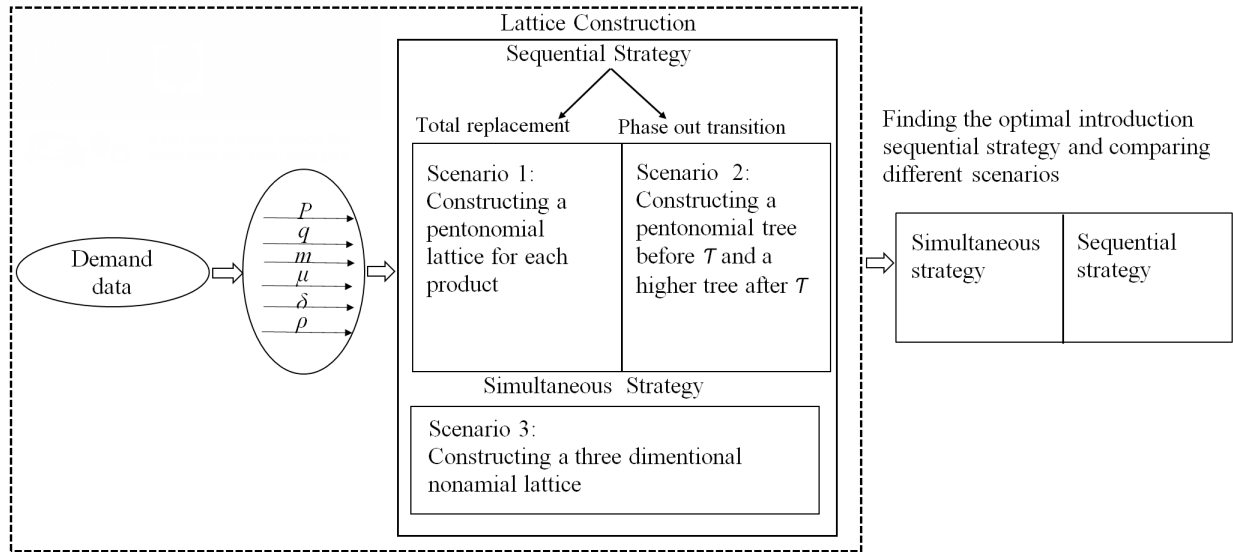 Lattice Construction
Sequential Strategy
Total replacement
Phase out transition
Scenario 1:
Constructing a
pentonomial
lattice for each
product
Scenario 2:
Constructing a
pentonomial tree
before 𝒯 and a
higher tree after 𝒯
Simultaneous Strategy
Scenario 3:
Constructing a three dimentional
nonamial lattice
Demand
data
P
q
m
μ
δ
ρ
Finding the optimal introduction
sequential strategy and comparing
different scenarios
Simultaneous
strategy
Sequential
strategy